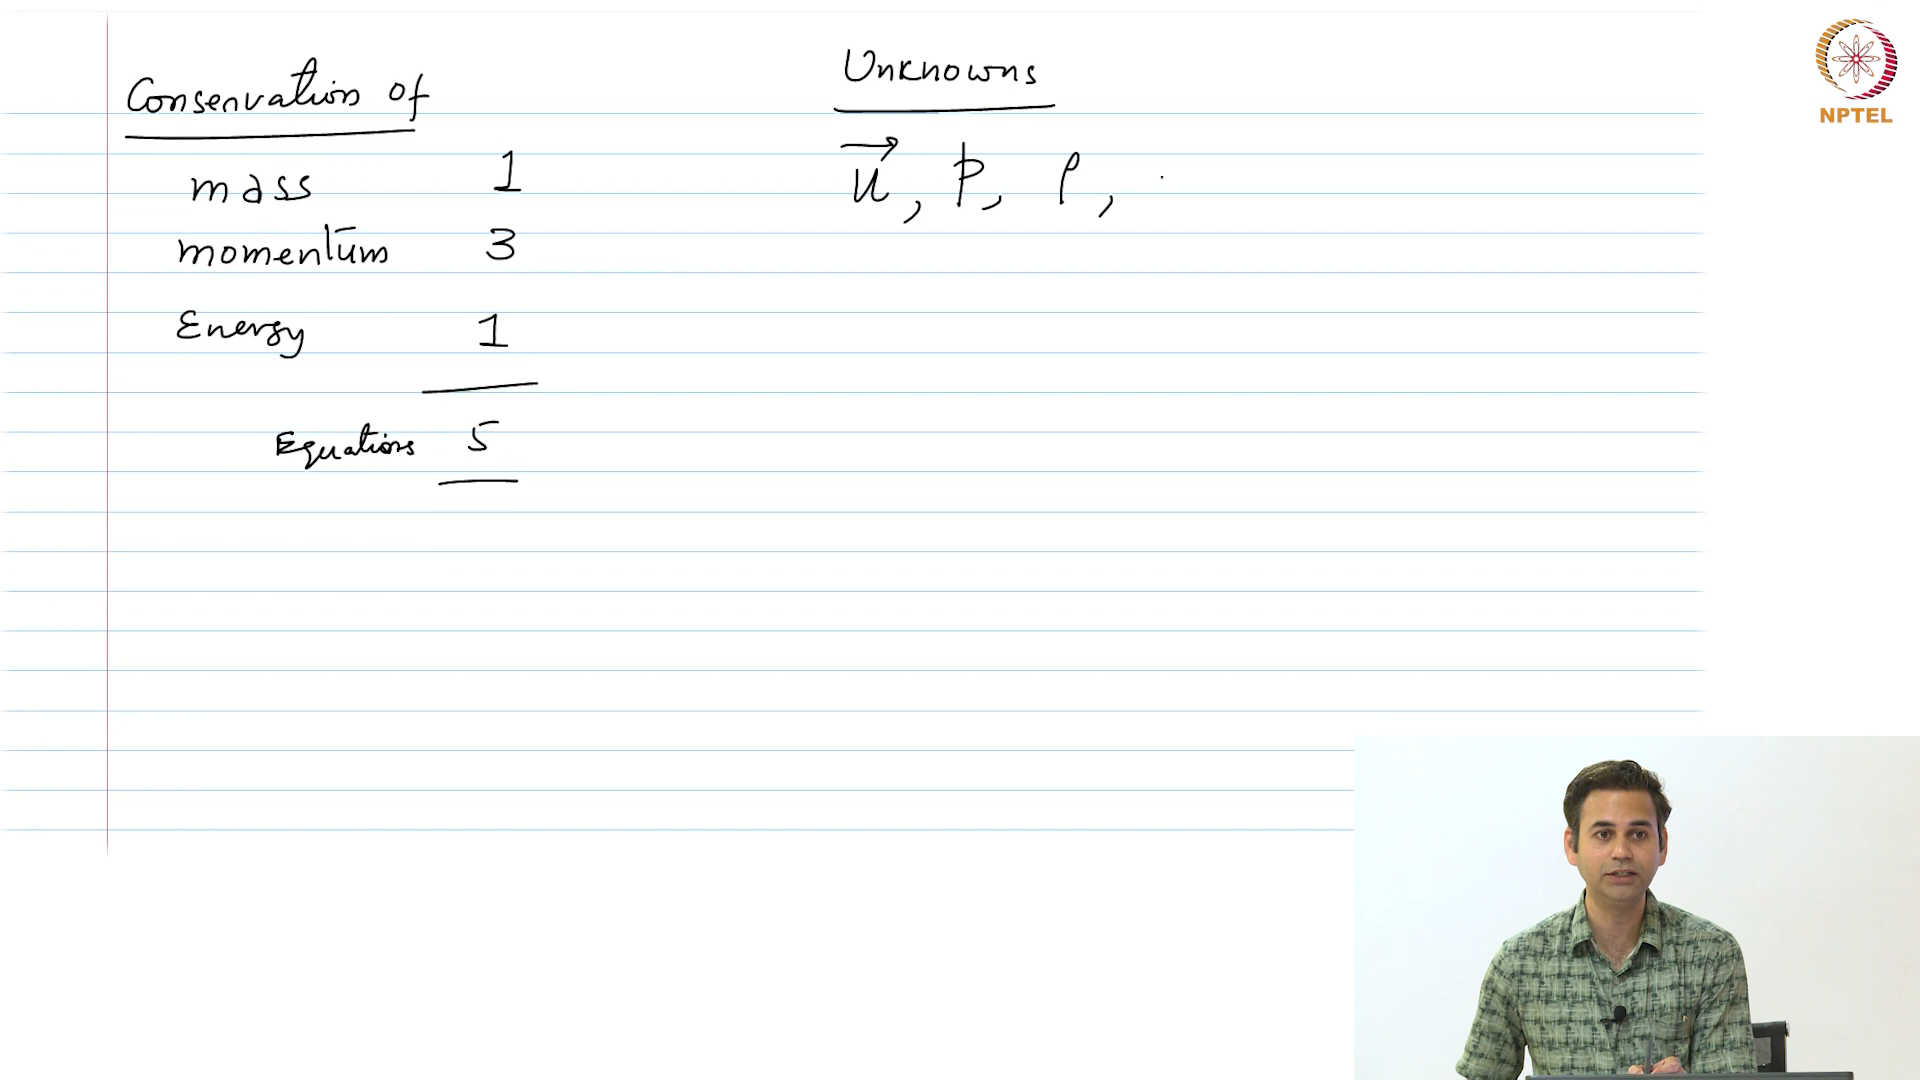 Conservation of
mass 1
momentum 3
Energy 1
Equations 5
Unknowns
u⃗, p, ρ,
NPTEL